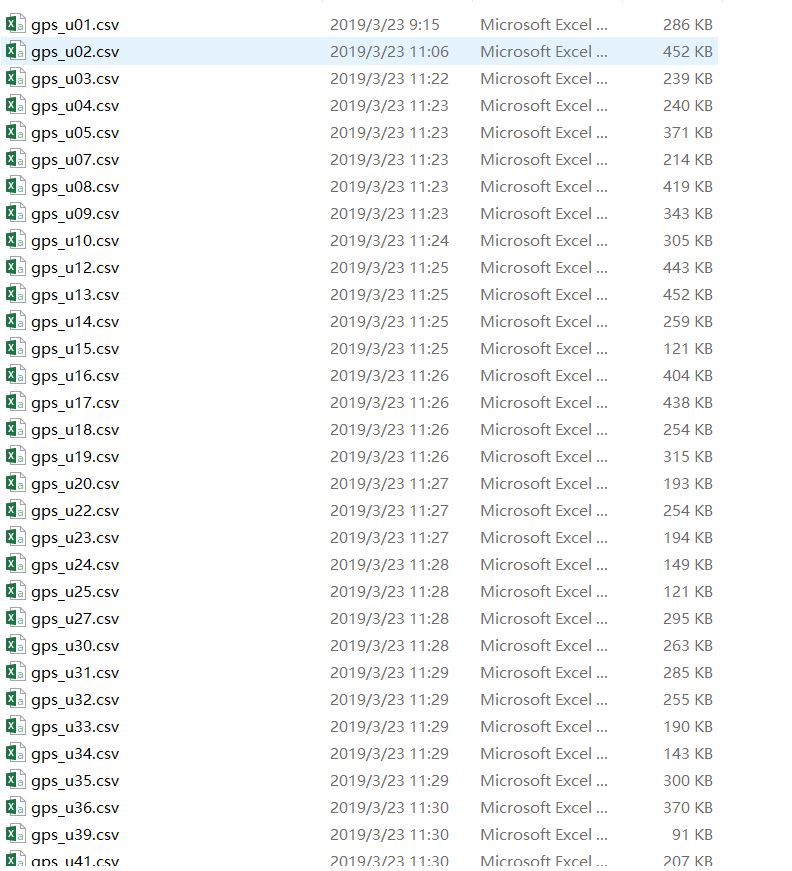 gps_u01.csv 2019/3/23 9:15 Microsoft Excel ... 286 KB
gps_u02.csv 2019/3/23 11:06 Microsoft Excel ... 452 KB
gps_u03.csv 2019/3/23 11:22 Microsoft Excel ... 239 KB
gps_u04.csv 2019/3/23 11:23 Microsoft Excel ... 240 KB
gps_u05.csv 2019/3/23 11:23 Microsoft Excel ... 371 KB
gps_u07.csv 2019/3/23 11:23 Microsoft Excel ... 214 KB
gps_u08.csv 2019/3/23 11:23 Microsoft Excel ... 419 KB
gps_u09.csv 2019/3/23 11:23 Microsoft Excel ... 343 KB
gps_u10.csv 2019/3/23 11:24 Microsoft Excel ... 305 KB
gps_u12.csv 2019/3/23 11:25 Microsoft Excel ... 443 KB
gps_u13.csv 2019/3/23 11:25 Microsoft Excel ... 452 KB
gps_u14.csv 2019/3/23 11:25 Microsoft Excel ... 259 KB
gps_u15.csv 2019/3/23 11:25 Microsoft Excel ... 121 KB
gps_u16.csv 2019/3/23 11:26 Microsoft Excel ... 404 KB
gps_u17.csv 2019/3/23 11:26 Microsoft Excel ... 438 KB
gps_u18.csv 2019/3/23 11:26 Microsoft Excel ... 254 KB
gps_u19.csv 2019/3/23 11:26 Microsoft Excel ... 315 KB
gps_u20.csv 2019/3/23 11:27 Microsoft Excel ... 193 KB
gps_u22.csv 2019/3/23 11:27 Microsoft Excel ... 254 KB
gps_u23.csv 2019/3/23 11:27 Microsoft Excel ... 194 KB
gps_u24.csv 2019/3/23 11:28 Microsoft Excel ... 149 KB
gps_u25.csv 2019/3/23 11:28 Microsoft Excel ... 121 KB
gps_u27.csv 2019/3/23 11:28 Microsoft Excel ... 295 KB
gps_u30.csv 2019/3/23 11:28 Microsoft Excel ... 263 KB
gps_u31.csv 2019/3/23 11:29 Microsoft Excel ... 285 KB
gps_u32.csv 2019/3/23 11:29 Microsoft Excel ... 255 KB
gps_u33.csv 2019/3/23 11:29 Microsoft Excel ... 190 KB
gps_u34.csv 2019/3/23 11:29 Microsoft Excel ... 143 KB
gps_u35.csv 2019/3/23 11:29 Microsoft Excel ... 300 KB
gps_u36.csv 2019/3/23 11:30 Microsoft Excel ... 370 KB
gps_u39.csv 2019/3/23 11:30 Microsoft Excel ... 91 KB
gps_u41.csv 2019/3/23 11:30 Microsoft Excel ... 207 KB